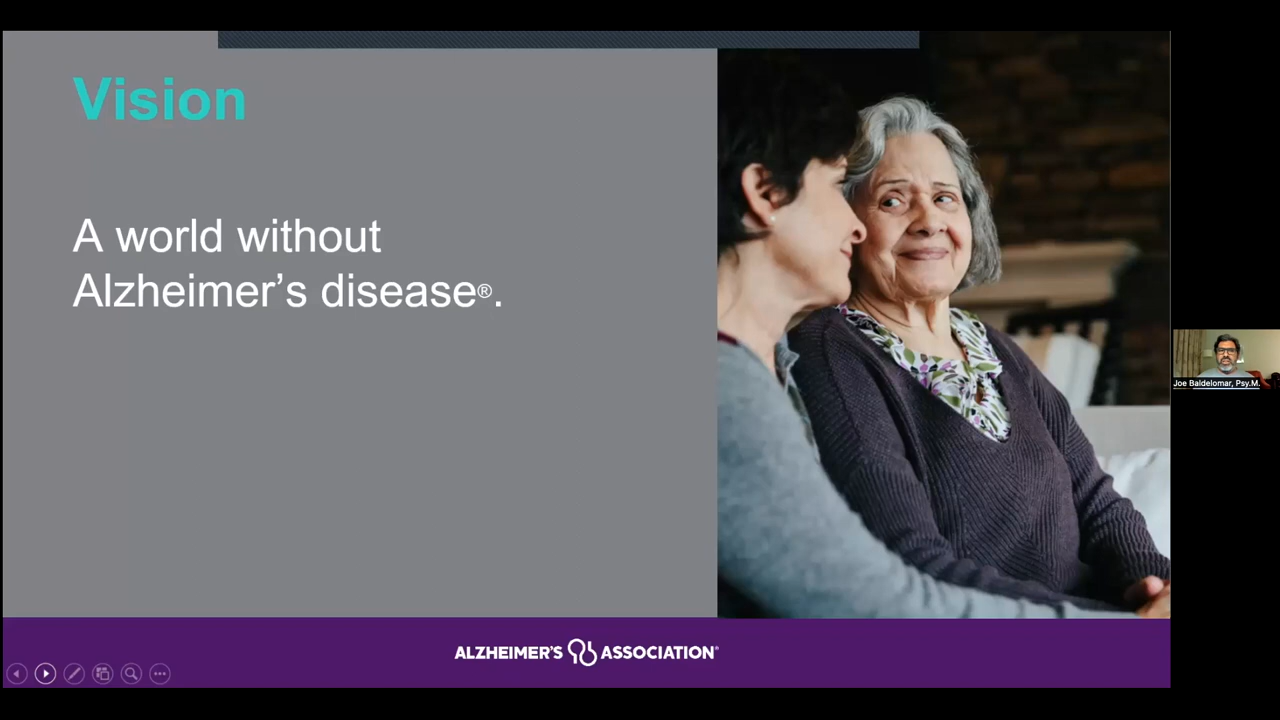 Vision
A world without
Alzheimer's disease®.
Joe Baldelomar, Psy.M.
ALZHEIMER'S ASSOCIATION®